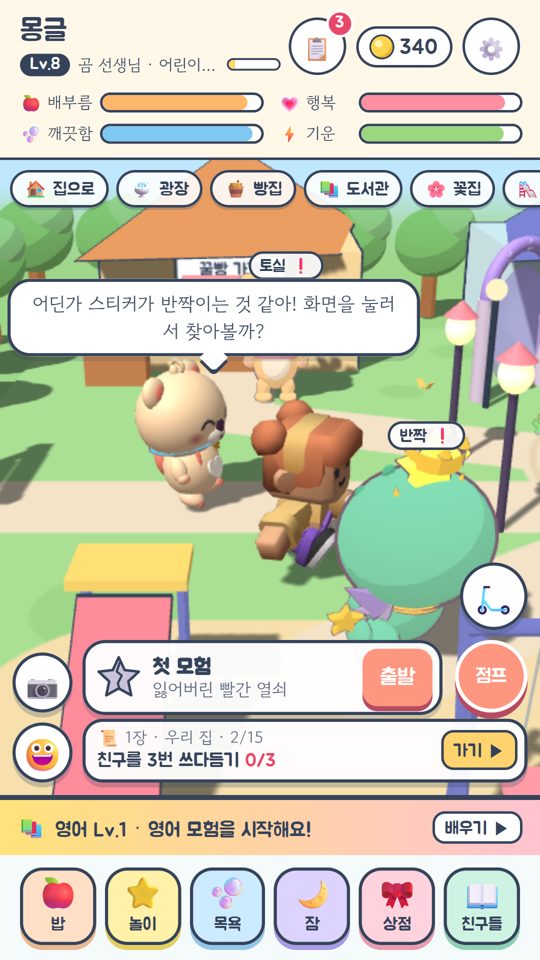 몽글
3
340
Lv.8 곰 선생님 · 어린이...
배부름
행복
깨끗함
기운
집으로
광장
빵집
도서관
꽃집
꿀빵 가
토실 ❗
어딘가 스티커가 반짝이는 것 같아! 화면을 눌러
서 찾아볼까?
반짝 ❗
첫 모험
잃어버린 빨간 열쇠
출발
점프
1장 · 우리 집 · 2/15
친구를 3번 쓰다듬기 0/3
가기 ▶
영어 Lv.1 · 영어 모험을 시작해요!
배우기 ▶
밥
놀이
목욕
잠
상점
친구들